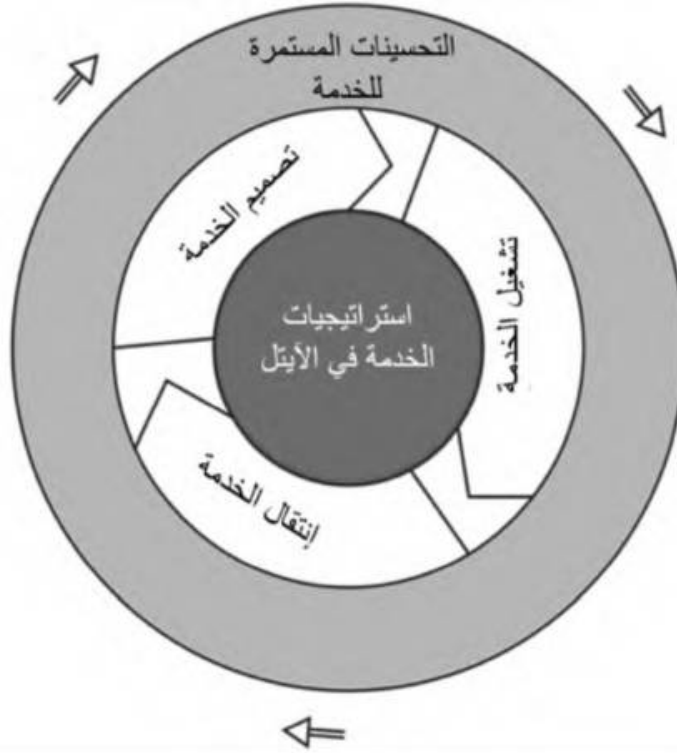 التحسينات المستمرة
للخدمة
تصميم الخدمة
تشغيل الخدمة
استراتيجيات
الخدمة في الآيتل
إنتقال الخدمة